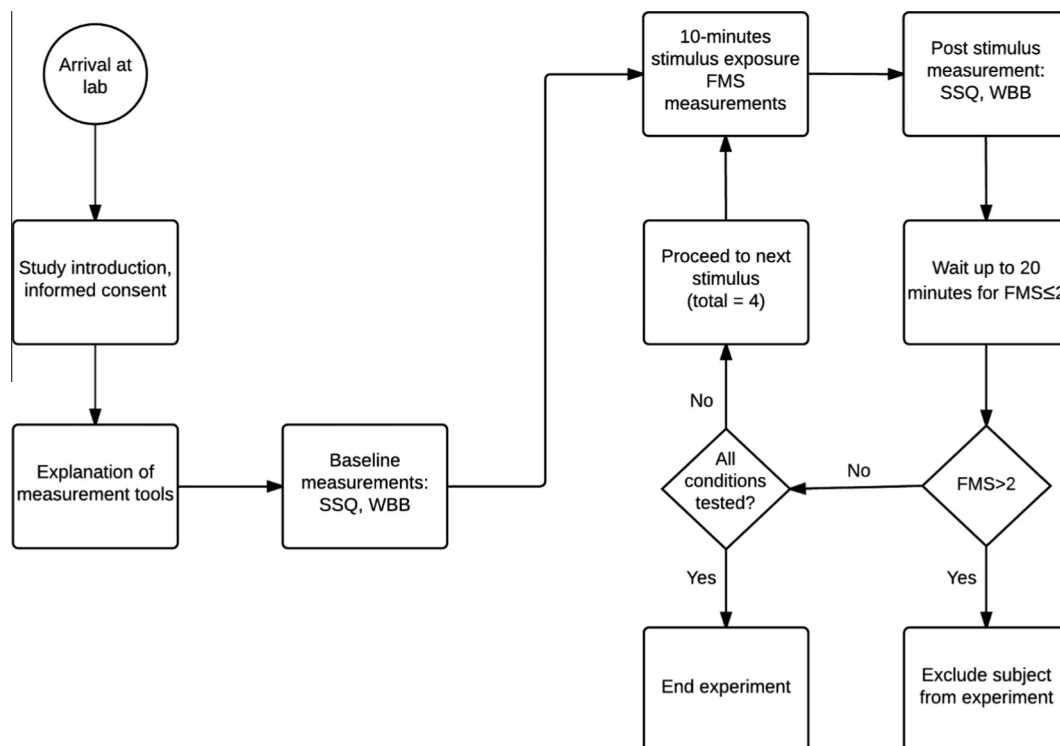 Arrival at
lab
Study introduction,
informed consent
Explanation of
measurement tools
Baseline
measurements:
SSQ, WBB
10-minutes
stimulus exposure
FMS
measurements
Post stimulus
measurement:
SSQ, WBB
Wait up to 20
minutes for FMS≤2
FMS>2
No
Yes
Exclude subject
from experiment
All
conditions
tested?
No
Yes
Proceed to next
stimulus
(total = 4)
End experiment